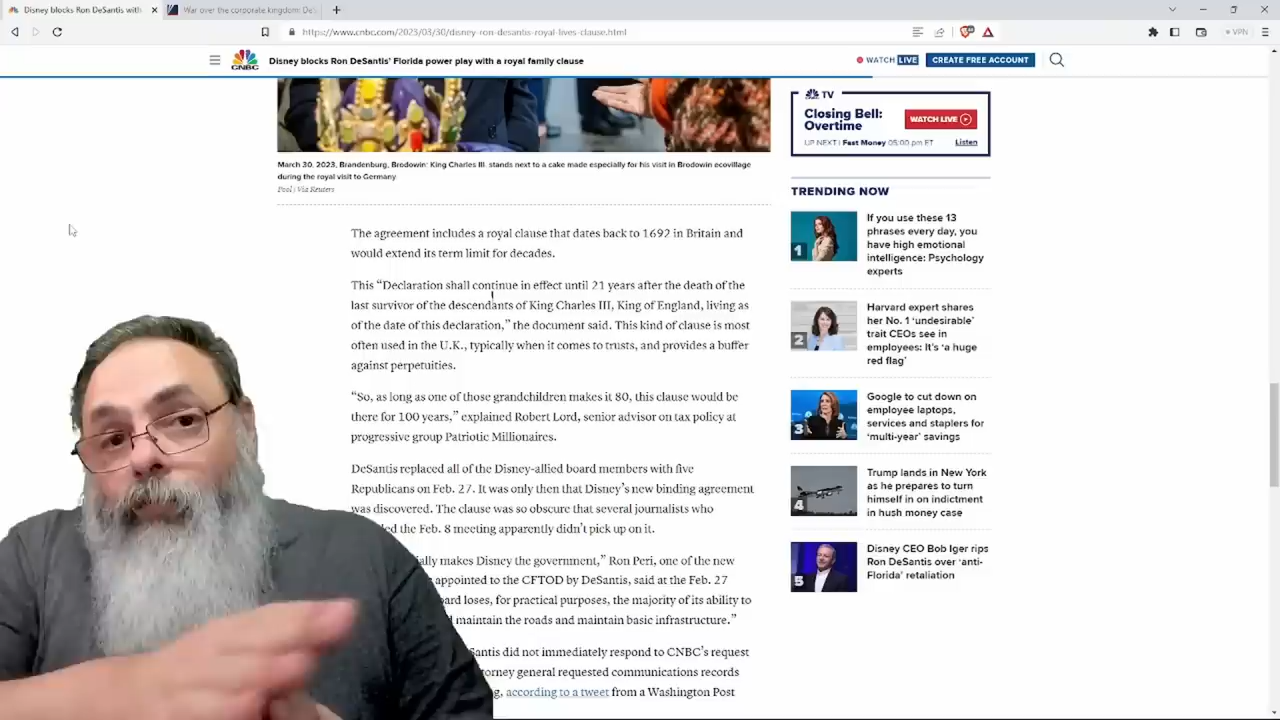 Disney blocks Ron DeSantis with
War over the corporate kingdom: De
https://www.cnbc.com/2023/03/30/disney-ron-desantis-royal-lives-clause.html
VPN
CNBC
Disney blocks Ron DeSantis' Florida power play with a royal family clause
WATCH LIVE
CREATE FREE ACCOUNT
March 30, 2023, Brandenburg, Brodowin: King Charles III. stands next to a cake made especially for his visit in Brodowin ecovillage
during the royal visit to Germany
Pool | Via Reuters
The agreement includes a royal clause that dates back to 1692 in Britain and
would extend its term limit for decades.
This “Declaration shall continue in effect until 21 years after the death of the
last survivor of the descendants of King Charles III, King of England, living as
of the date of this declaration,” the document said. This kind of clause is most
often used in the U.K., typically when it comes to trusts, and provides a buffer
against perpetuities.
“So, as long as one of those grandchildren makes it 80, this clause would be
there for 100 years,” explained Robert Lord, senior advisor on tax policy at
progressive group Patriotic Millionaires.
DeSantis replaced all of the Disney-allied board members with five
Republicans on Feb. 27. It was only then that Disney’s new binding agreement
was discovered. The clause was so obscure that several journalists who
the Feb. 8 meeting apparently didn’t pick up on it.
makes Disney the government,” Ron Peri, one of the new
appointed to the CFTOD by DeSantis, said at the Feb. 27
loses, for practical purposes, the majority of its ability to
maintain the roads and maintain basic infrastructure.”
did not immediately respond to CNBC’s request
general requested communications records
according to a tweet from a Washington Post
TV
Closing Bell:
Overtime
WATCH LIVE
UP NEXT | Fast Money 05:00 pm ET
Listen
TRENDING NOW
1
If you use these 13
phrases every day, you
have high emotional
intelligence: Psychology
experts
2
Harvard expert shares
her No. 1 ‘undesirable’
trait CEOs see in
employees: It’s ‘a huge
red flag’
3
Google to cut down on
employee laptops,
services and staplers for
‘multi-year’ savings
4
Trump lands in New York
as he prepares to turn
himself in on indictment
in hush money case
5
Disney CEO Bob Iger rips
Ron DeSantis over ‘anti-
Florida’ retaliation